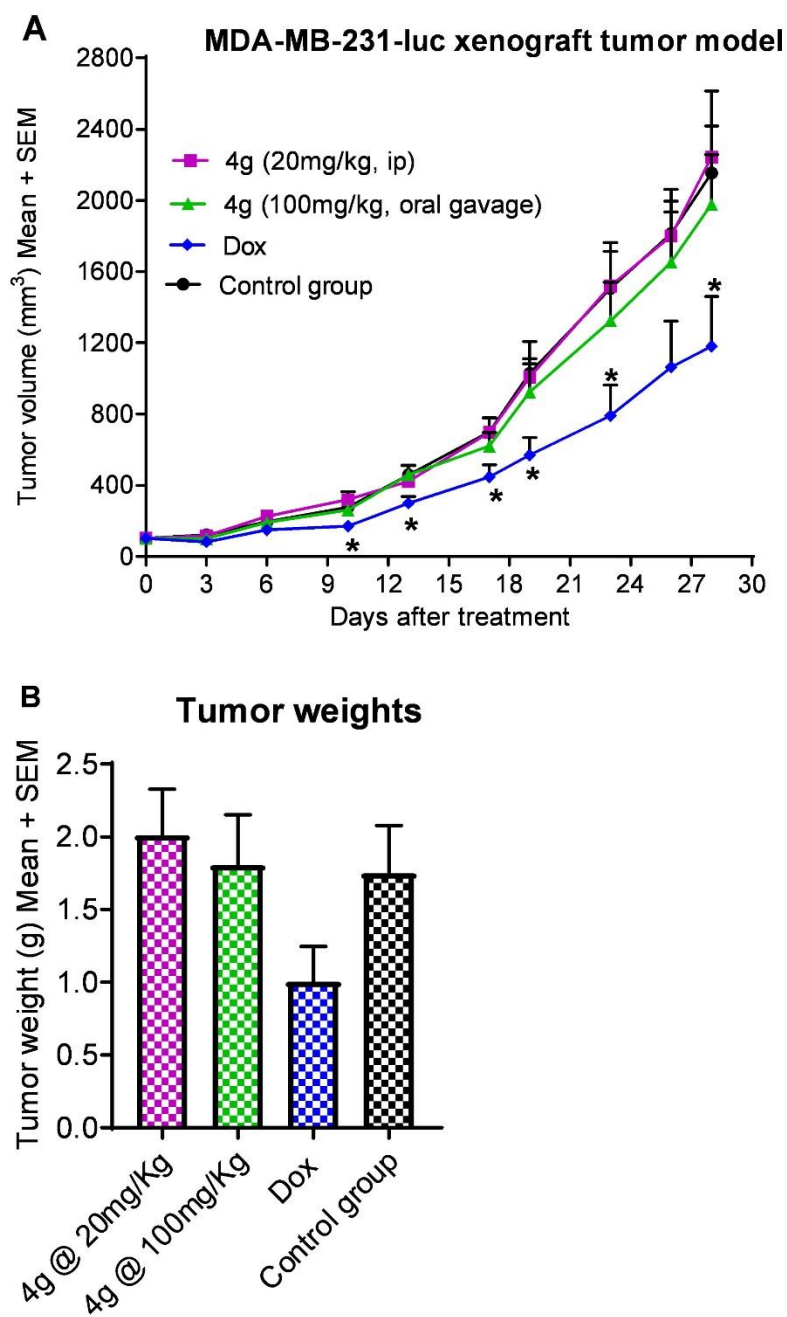 A
MDA-MB-231-luc xenograft tumor model
Tumor volume (mm³) Mean + SEM
2800
2400
2000
1600
1200
800
400
0
4g (20mg/kg, ip)
4g (100mg/kg, oral gavage)
Dox
Control group
*
*
*
*
*
*
0 3 6 9 12 15 18 21 24 27 30
Days after treatment
B
Tumor weights
Tumor weight (g) Mean + SEM
2.5
2.0
1.5
1.0
0.5
0.0
4g @ 20mg/Kg
4g @ 100mg/Kg
Dox
Control group